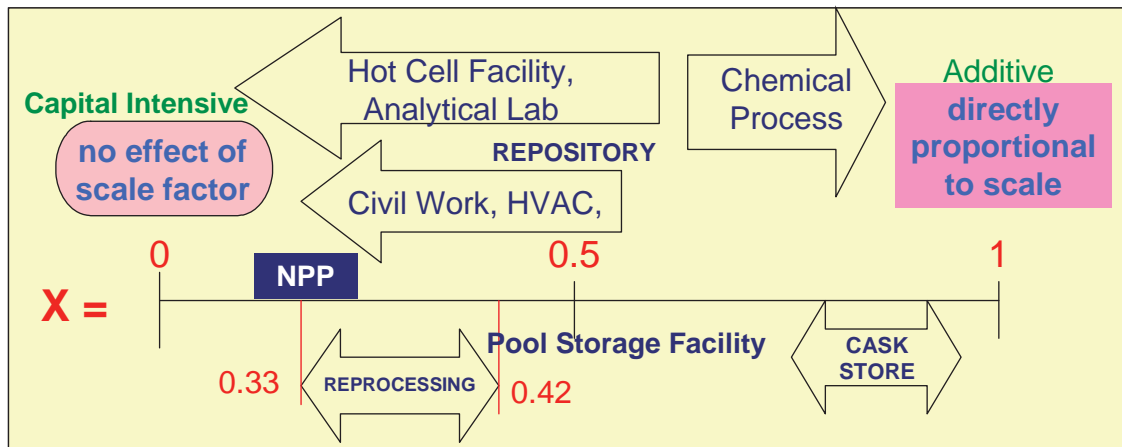 Hot Cell Facility,
Analytical Lab
Chemical
Process
Additive
directly
proportional
to scale
Capital Intensive
no effect of
scale factor
REPOSITORY
Civil Work, HVAC,
0
0.5
1
NPP
X =
Pool Storage Facility
CASK
STORE
0.33
REPROCESSING
0.42